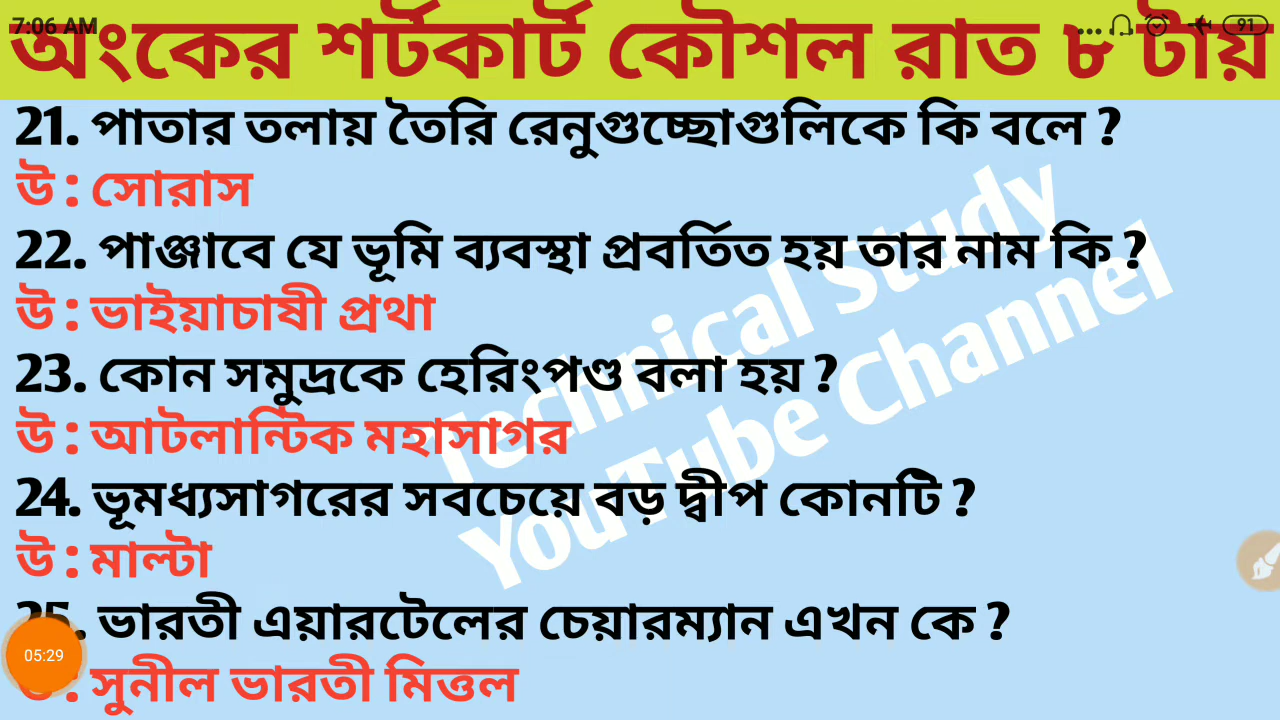 7:06 AM
91
অংকের শর্টকার্ট কৌশল রাত ৮ টায়
21. পাতার তলায় তৈরি রেনুগুচ্ছোগুলিকে কি বলে ?
উ : সোরাস
22. পাঞ্জাবে যে ভূমি ব্যবস্থা প্রবর্তিত হয় তার নাম কি ?
উ : ভাইয়াচাষী প্রথা
23. কোন সমুদ্রকে হেরিংপণ্ড বলা হয় ?
উ : আটলান্টিক মহাসাগর
24. ভূমধ্যসাগরের সবচেয়ে বড় দ্বীপ কোনটি ?
উ : মাল্টা
25. ভারতী এয়ারটেলের চেয়ারম্যান এখন কে ?
উ : সুনীল ভারতী মিত্তল
05:29
Technical Study
YouTube Channel